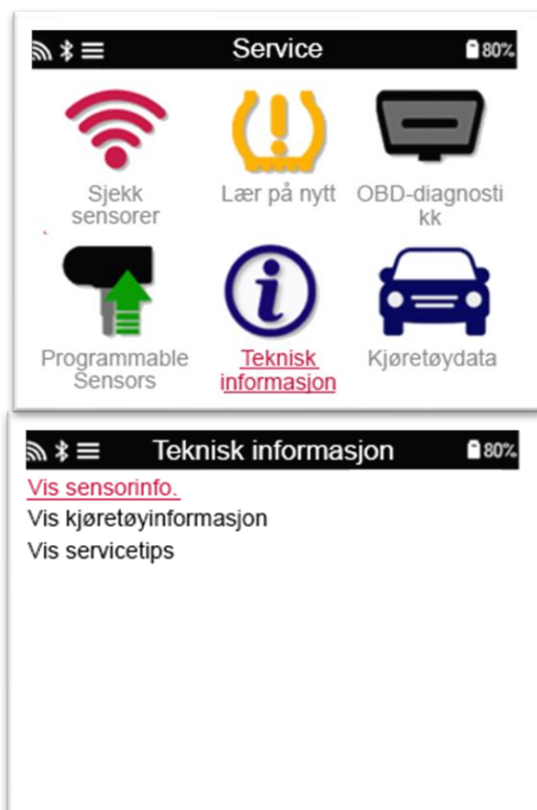 Service
80%
Sjekk
sensorer
Lær på nytt
OBD-diagnosti
kk
Programmable
Sensors
Teknisk
informasjon
Kjøretøydata
Teknisk informasjon
80%
Vis sensorinfo.
Vis kjøretøyinformasjon
Vis servicetips